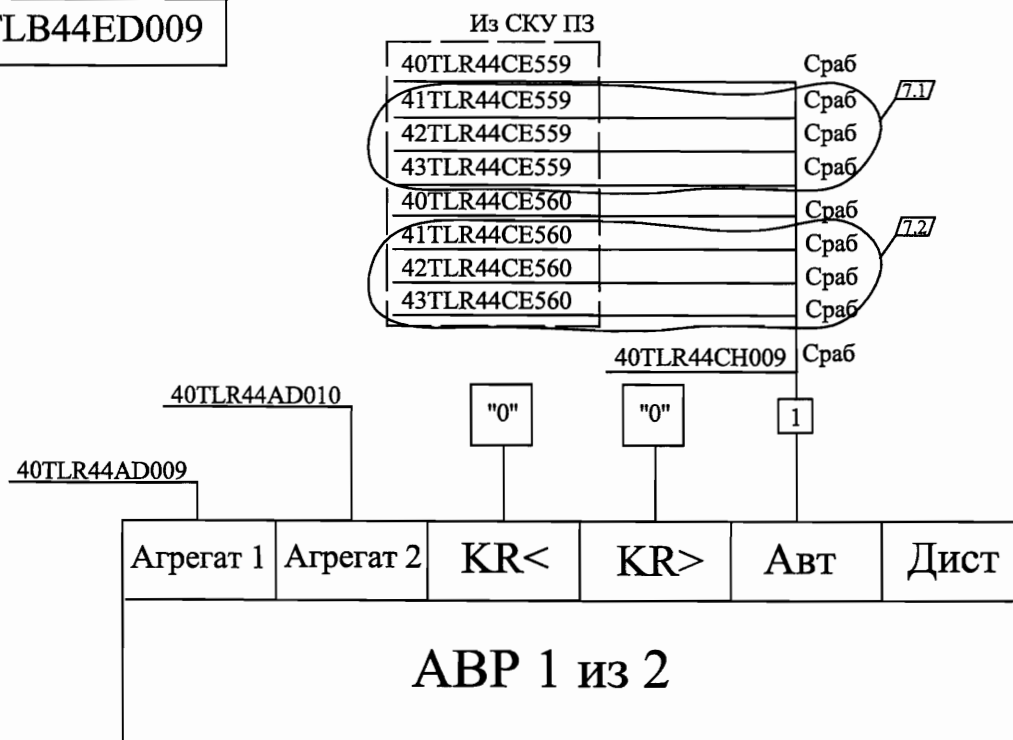 TLB44ED009
Из СКУ ПЗ
40TLR44CE559 Сраб
41TLR44CE559 Сраб 7.1
42TLR44CE559 Сраб
43TLR44CE559 Сраб
40TLR44CE560 Сраб
41TLR44CE560 Сраб 7.2
42TLR44CE560 Сраб
43TLR44CE560 Сраб
40TLR44CH009 Сраб
40TLR44AD010 "0" "0" 1
40TLR44AD009
Агрегат 1 Агрегат 2 KR< KR> Авт Дист
АВР 1 из 2